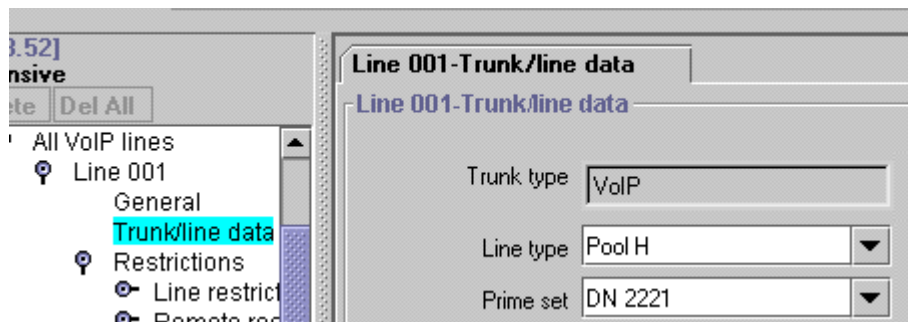 3.52]
nsive
ete Del All
All VoIP lines
Line 001
General
Trunk/line data
Restrictions
Line restrict
Remote res
Line 001-Trunk/line data
Line 001-Trunk/line data
Trunk type VoIP
Line type Pool H
Prime set DN 2221